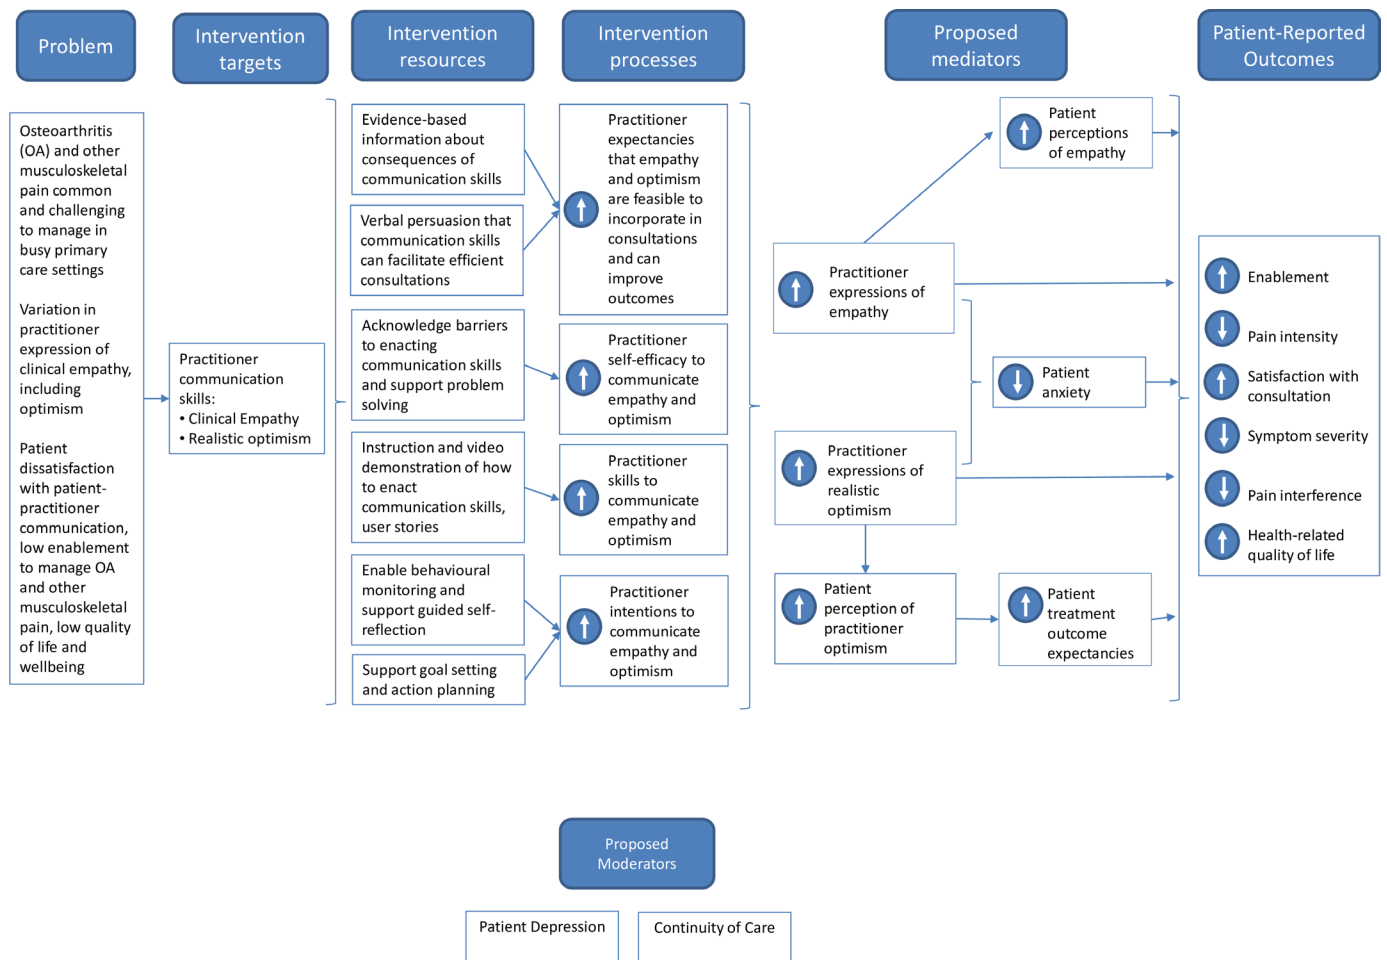 Problem
Intervention
targets
Intervention
resources
Intervention
processes
Proposed
mediators
Patient-Reported
Outcomes
Osteoarthritis
(OA) and other
musculoskeletal
pain common
and challenging
to manage in
busy primary
care settings
Variation in
practitioner
expression of
clinical empathy,
including
optimism
Patient
dissatisfaction
with patient-
practitioner
communication,
low enablement
to manage OA
and other
musculoskeletal
pain, low quality
of life and
wellbeing
Practitioner
communication
skills:
• Clinical Empathy
• Realistic optimism
Evidence-based
information about
consequences of
communication skills
Verbal persuasion that
communication skills
can facilitate efficient
consultations
Acknowledge barriers
to enacting
communication skills
and support problem
solving
Instruction and video
demonstration of how
to enact
communication skills,
user stories
Enable behavioural
monitoring and
support guided self-
reflection
Support goal setting
and action planning
Practitioner
expectancies
that empathy
and optimism
are feasible to
incorporate in
consultations
and can
improve
outcomes
Practitioner
self-efficacy to
communicate
empathy and
optimism
Practitioner
skills to
communicate
empathy and
optimism
Practitioner
intentions to
communicate
empathy and
optimism
Patient
perceptions
of empathy
Practitioner
expressions of
empathy
Patient
anxiety
Practitioner
expressions of
realistic
optimism
Patient
perception of
practitioner
optimism
Patient
treatment
outcome
expectancies
Enablement
Pain intensity
Satisfaction with
consultation
Symptom severity
Pain interference
Health-related
quality of life
Proposed
Moderators
Patient Depression
Continuity of Care